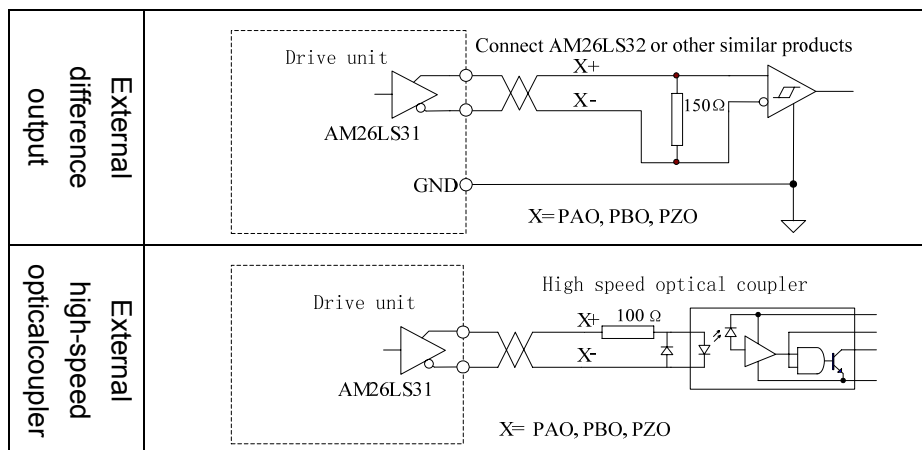 External
difference
output
Drive unit
AM26LS31
GND
Connect AM26LS32 or other similar products
X+
X-
150Ω
X= PAO, PBO, PZO
External
high-speed
opticalcoupler
Drive unit
AM26LS31
High speed optical coupler
X+
100 Ω
X-
X= PAO, PBO, PZO